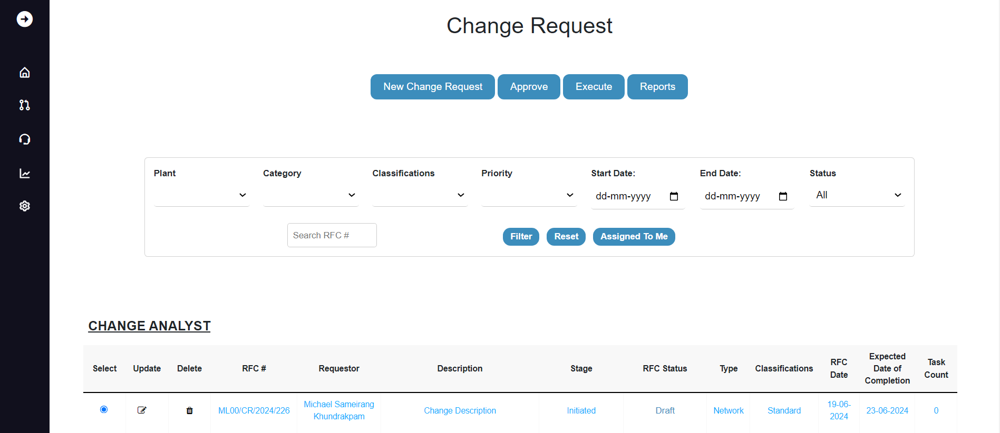 Change Request
New Change Request Approve Execute Reports
Plant Category Classifications Priority Start Date: End Date: Status
dd-mm-yyyy dd-mm-yyyy All
Search RFC # Filter Reset Assigned To Me
CHANGE ANALYST
Select Update Delete RFC # Requestor Description Stage RFC Status Type Classifications RFC Date Expected Date of Completion Task Count
ML00/CR/2024/226 Michael Sameirang Khundrakpam Change Description Initiated Draft Network Standard 19-06-2024 23-06-2024 0